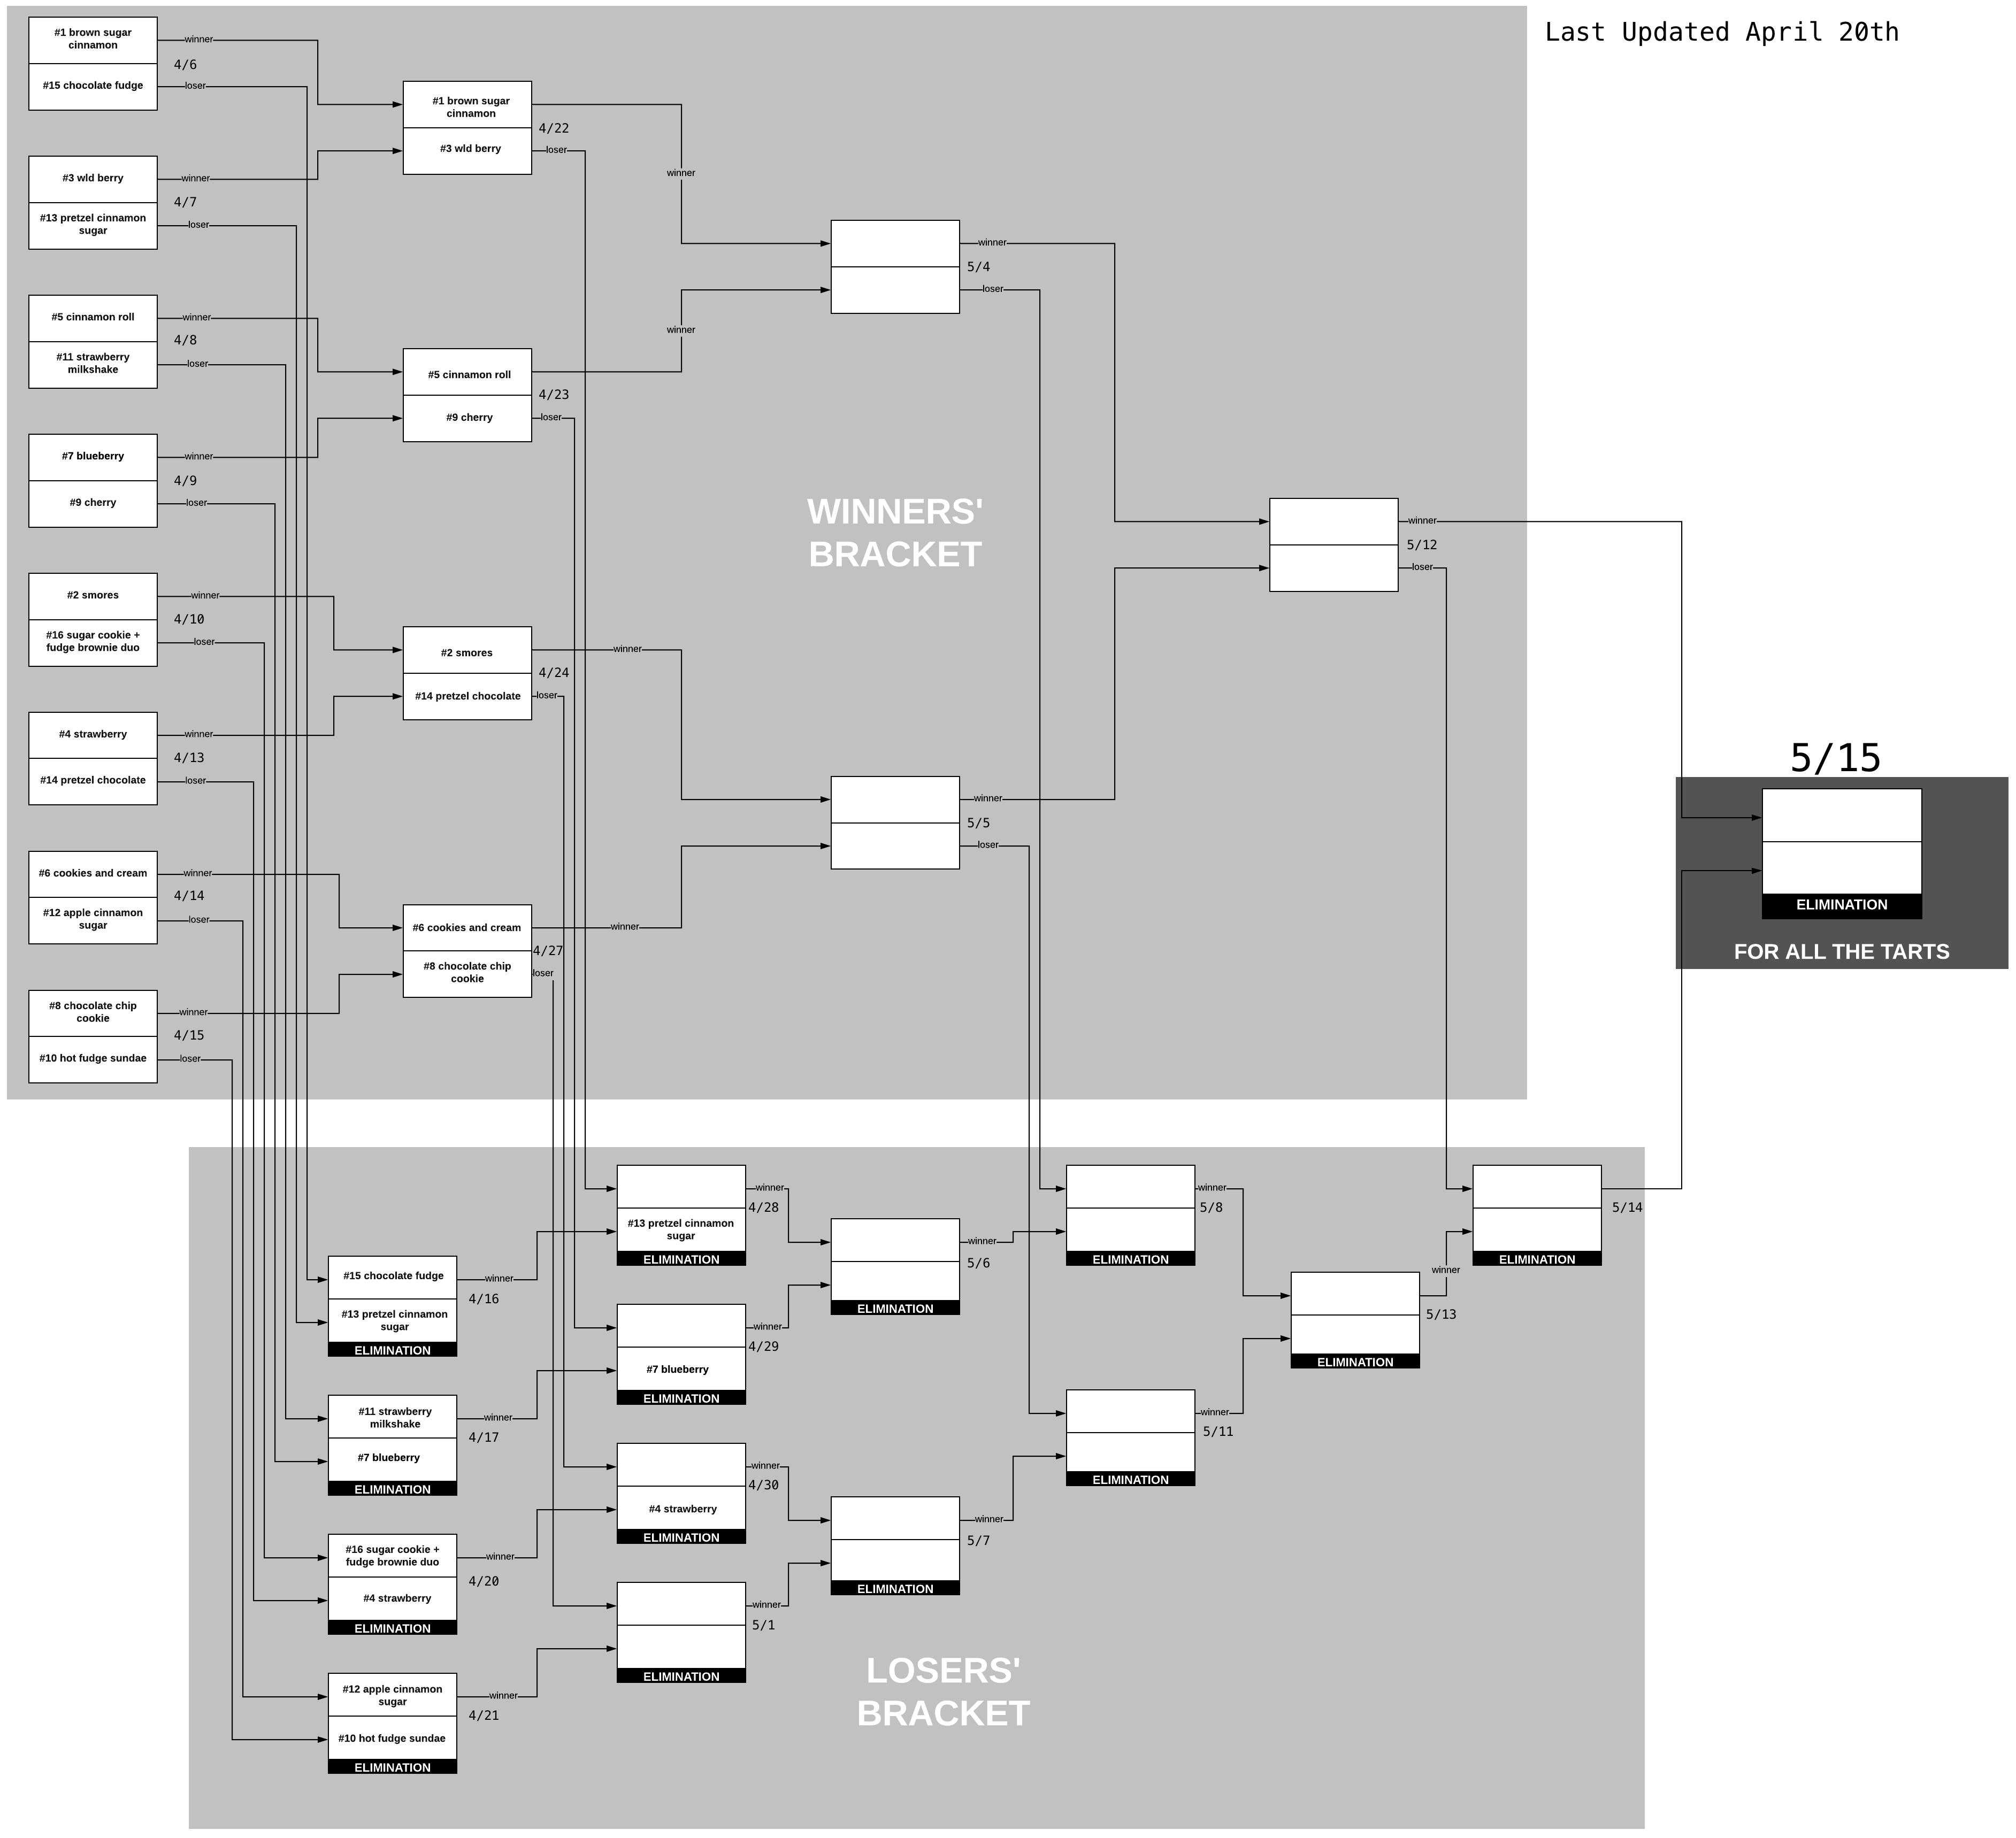 Last Updated April 20th
#1 brown sugar
cinnamon
winner
4/6
#15 chocolate fudge
loser
#3 wld berry
winner
4/7
#13 pretzel cinnamon
sugar
loser
#5 cinnamon roll
winner
4/8
#11 strawberry
milkshake
loser
#7 blueberry
winner
4/9
#9 cherry
loser
#2 smores
winner
4/10
#16 sugar cookie +
fudge brownie duo
loser
#4 strawberry
winner
4/13
#14 pretzel chocolate
loser
#6 cookies and cream
winner
4/14
#12 apple cinnamon
sugar
loser
#8 chocolate chip
cookie
winner
4/15
#10 hot fudge sundae
loser
#1 brown sugar
cinnamon
winner
4/22
#3 wld berry
loser
#5 cinnamon roll
winner
4/23
#9 cherry
loser
#2 smores
winner
4/24
#14 pretzel chocolate
loser
#6 cookies and cream
winner
4/27
#8 chocolate chip
cookie
loser
winner
5/4
loser
WINNERS'
BRACKET
winner
5/5
loser
winner
5/12
loser
5/15
ELIMINATION
FOR ALL THE TARTS
#15 chocolate fudge
winner
4/16
#13 pretzel cinnamon
sugar
ELIMINATION
#11 strawberry
milkshake
winner
4/17
#7 blueberry
ELIMINATION
#16 sugar cookie +
fudge brownie duo
winner
4/20
#4 strawberry
ELIMINATION
#12 apple cinnamon
sugar
winner
4/21
#10 hot fudge sundae
ELIMINATION
winner
4/28
#13 pretzel cinnamon
sugar
ELIMINATION
winner
4/29
#7 blueberry
ELIMINATION
winner
4/30
#4 strawberry
ELIMINATION
winner
5/1
ELIMINATION
winner
5/6
ELIMINATION
winner
5/7
ELIMINATION
LOSERS'
BRACKET
winner
5/8
ELIMINATION
winner
5/11
ELIMINATION
winner
5/13
ELIMINATION
5/14
ELIMINATION